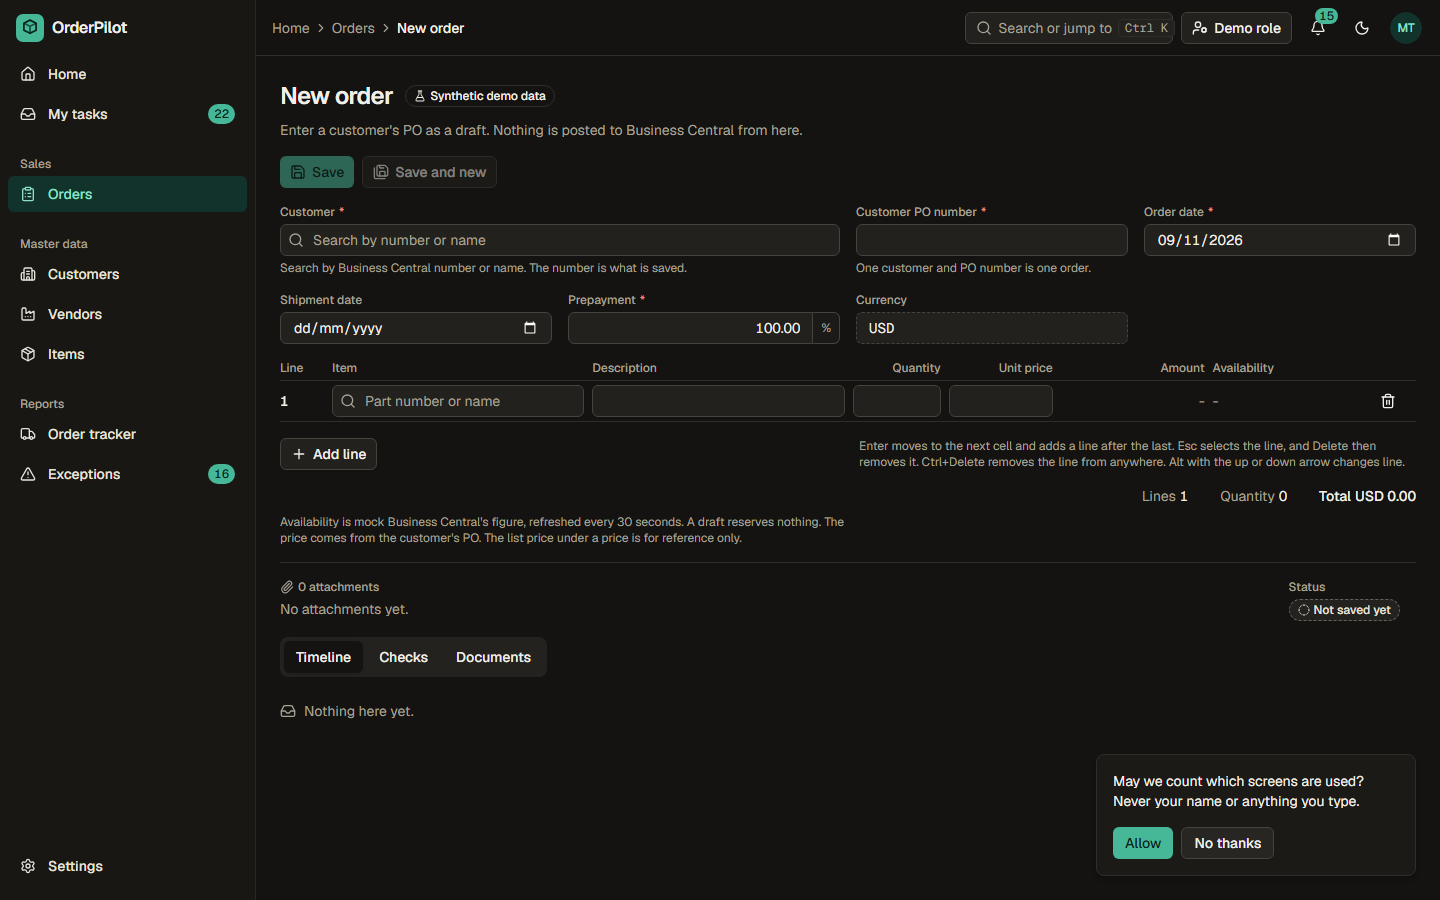 OrderPilot
Home
My tasks
22
Sales
Orders
Master data
Customers
Vendors
Items
Reports
Order tracker
Exceptions
16
Settings
Home > Orders > New order
Search or jump to
Ctrl K
Demo role
15
MT
New order
Synthetic demo data
Enter a customer's PO as a draft. Nothing is posted to Business Central from here.
Save
Save and new
Customer *
Customer PO number *
Order date *
Search by number or name
09/11/2026
Search by Business Central number or name. The number is what is saved.
One customer and PO number is one order.
Shipment date
Prepayment *
Currency
dd/mm/yyyy
100.00 %
USD
Line Item Description Quantity Unit price Amount Availability
1 Part number or name - -
Add line
Enter moves to the next cell and adds a line after the last. Esc selects the line, and Delete then
removes it. Ctrl+Delete removes the line from anywhere. Alt with the up or down arrow changes line.
Lines 1 Quantity 0 Total USD 0.00
Availability is mock Business Central's figure, refreshed every 30 seconds. A draft reserves nothing. The
price comes from the customer's PO. The list price under a price is for reference only.
0 attachments
No attachments yet.
Status
Not saved yet
Timeline Checks Documents
Nothing here yet.
May we count which screens are used?
Never your name or anything you type.
Allow
No thanks